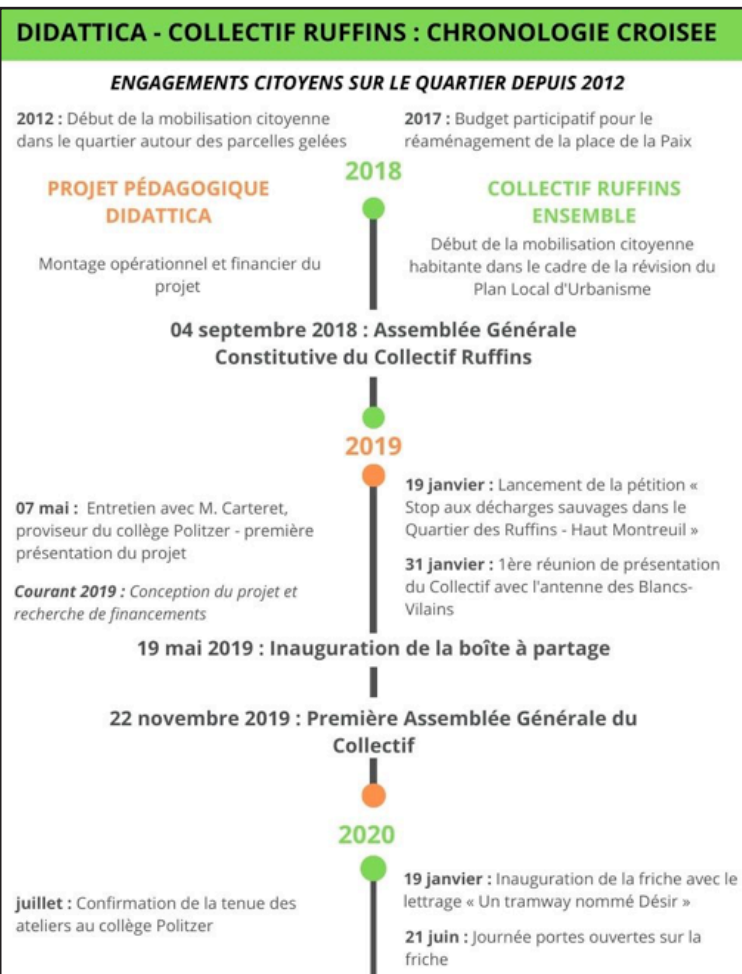 DIDATTICA - COLLECTIF RUFFINS : CHRONOLOGIE CROISEE
ENGAGEMENTS CITOYENS SUR LE QUARTIER DEPUIS 2012
2012 : Début de la mobilisation citoyenne
dans le quartier autour des parcelles gelées
2017 : Budget participatif pour le
réaménagement de la place de la Paix
2018
PROJET PÉDAGOGIQUE
DIDATTICA
Montage opérationnel et financier du
projet
COLLECTIF RUFFINS
ENSEMBLE
Début de la mobilisation citoyenne
habitante dans le cadre de la révision du
Plan Local d'Urbanisme
04 septembre 2018 : Assemblée Générale
Constitutive du Collectif Ruffins
2019
07 mai : Entretien avec M. Carteret,
proviseur du collège Politzer - première
présentation du projet
Courant 2019 : Conception du projet et
recherche de financements
19 janvier : Lancement de la pétition «
Stop aux décharges sauvages dans le
Quartier des Ruffins - Haut Montreuil »
31 janvier : 1ère réunion de présentation
du Collectif avec l'antenne des Blancs-
Vilains
19 mai 2019 : Inauguration de la boîte à partage
22 novembre 2019 : Première Assemblée Générale du
Collectif
2020
juillet : Confirmation de la tenue des
ateliers au collège Politzer
19 janvier : Inauguration de la friche avec le
lettrage « Un tramway nommé Désir »
21 juin : Journée portes ouvertes sur la
friche